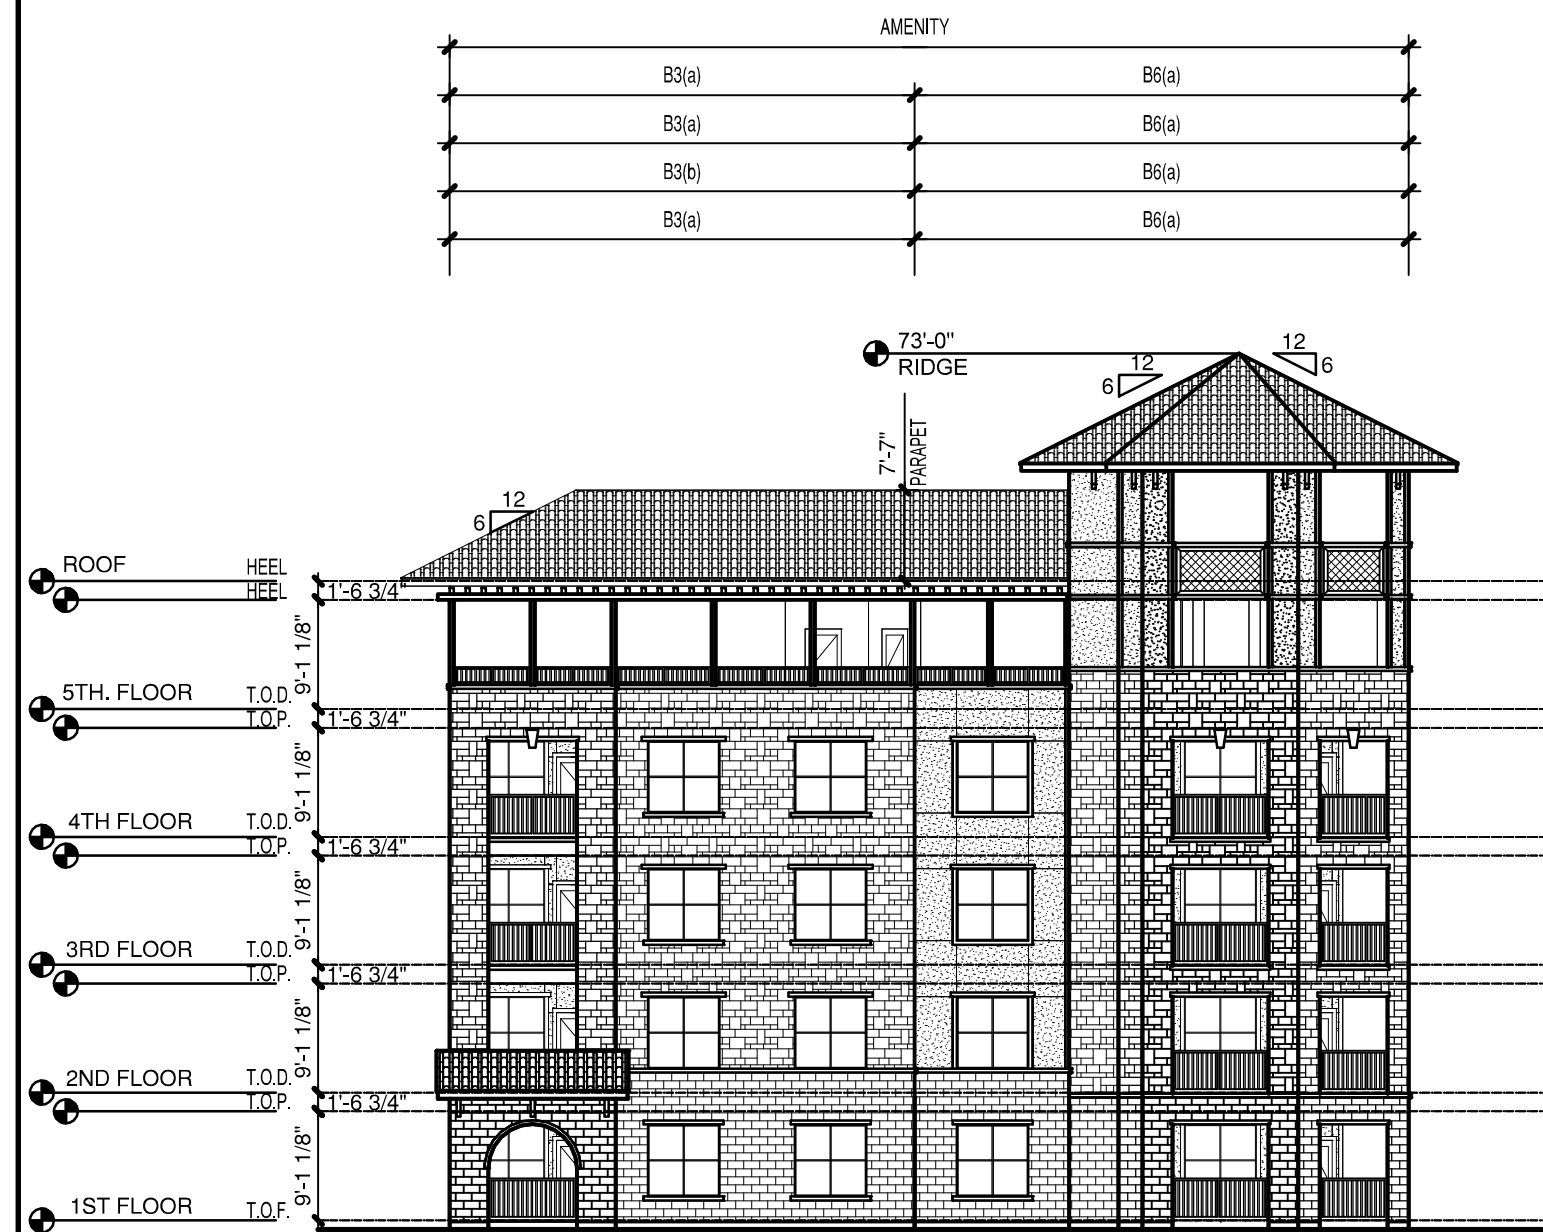 AMENITY
B3(a) B6(a)
B3(a) B6(a)
B3(b) B6(a)
B3(a) B6(a)
73'-0"
RIDGE
12
6
12
6
7'-7"
PARAPET
12
6
ROOF HEEL
HEEL 1'-6 3/4"
9'-1 1/8"
5TH. FLOOR T.O.D.
T.O.P. 1'-6 3/4"
9'-1 1/8"
4TH FLOOR T.O.D.
T.O.P. 1'-6 3/4"
9'-1 1/8"
3RD FLOOR T.O.D.
T.O.P. 1'-6 3/4"
9'-1 1/8"
2ND FLOOR T.O.D.
T.O.P. 1'-6 3/4"
9'-1 1/8"
1ST FLOOR T.O.F.